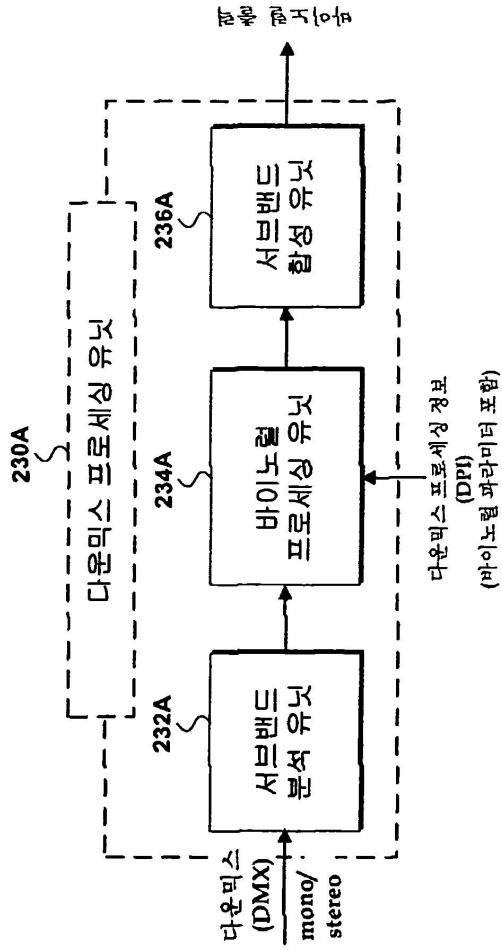 230A
다운믹스 프로세싱 유닛
다운믹스
(DMX)
mono/
stereo
232A
서브밴드
분석 유닛
234A
바이노럴
프로세싱 유닛
236A
서브밴드
합성 유닛
바이노럴 출력
다운믹스 프로세싱 정보
(DPI)
(바이노럴 파라미터 포함)